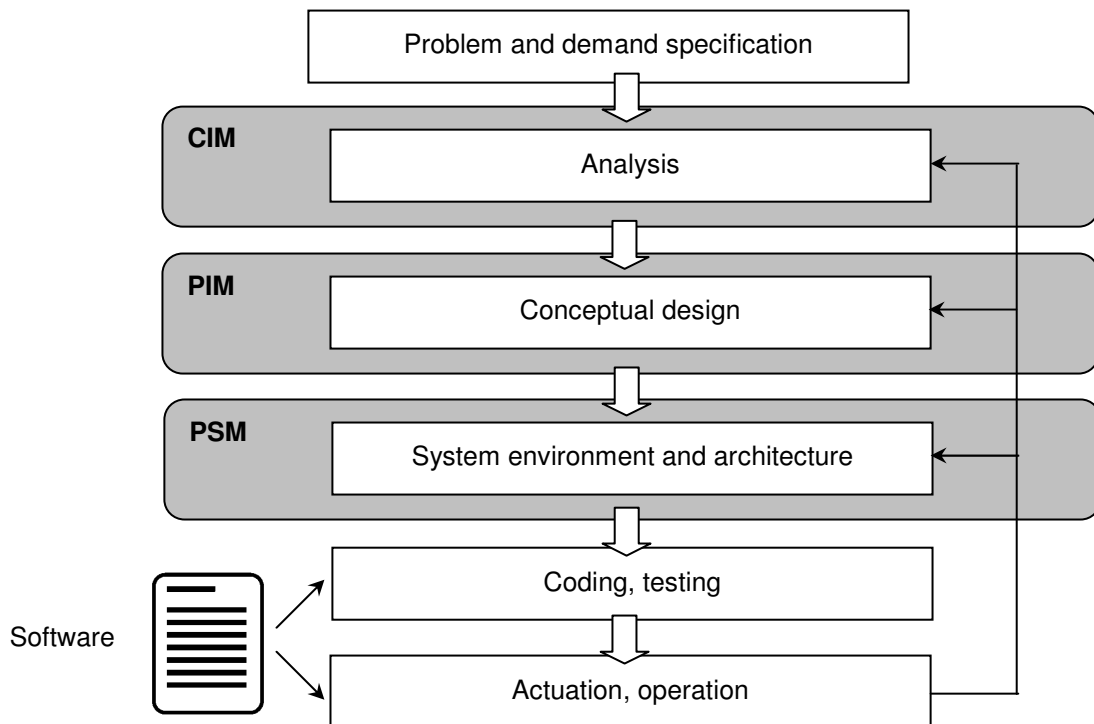 Problem and demand specification
CIM
Analysis
PIM
Conceptual design
PSM
System environment and architecture
Coding, testing
Software
Actuation, operation